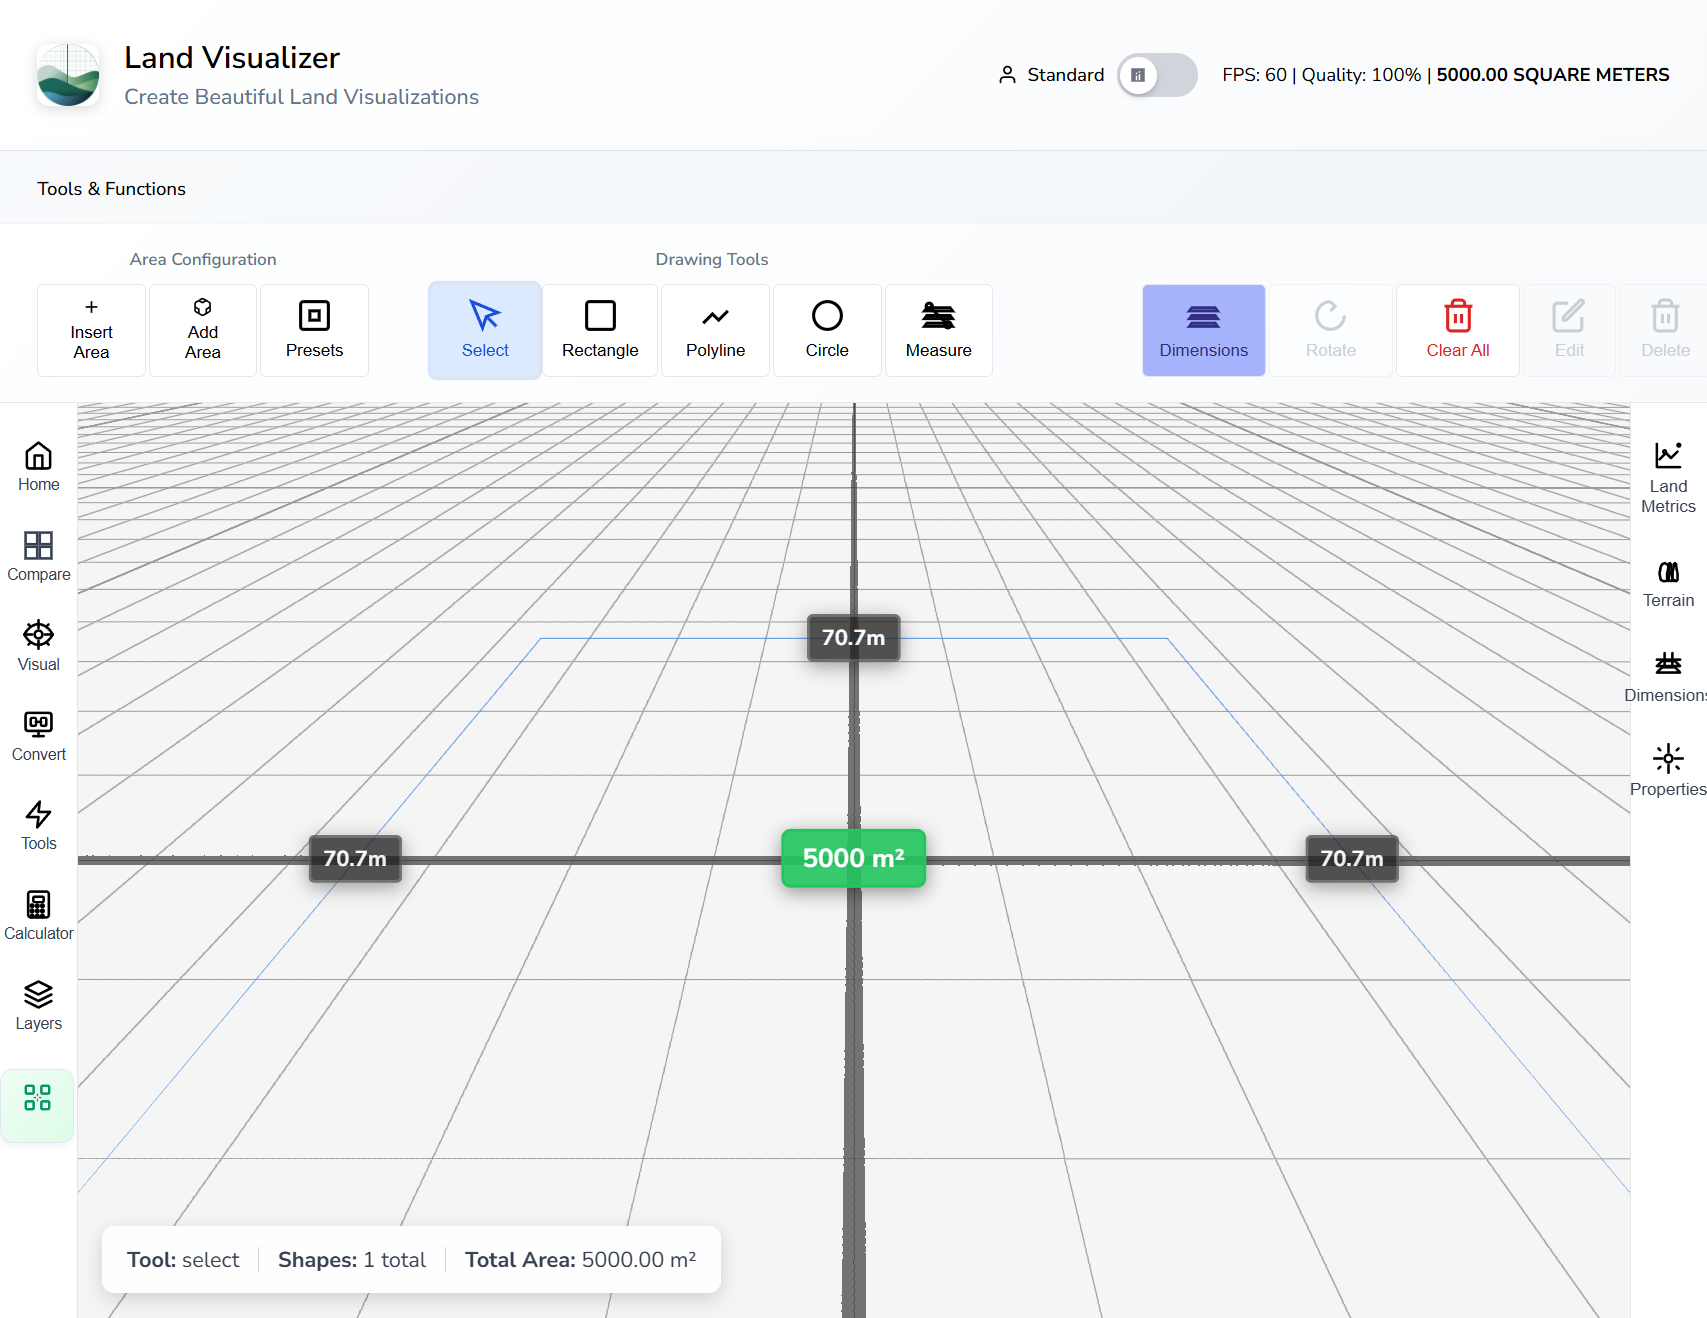 Land Visualizer
Create Beautiful Land Visualizations
Standard
FPS: 60 | Quality: 100% | 5000.00 SQUARE METERS
Tools & Functions
Area Configuration
Drawing Tools
Insert
Area
Add
Area
Presets
Select
Rectangle
Polyline
Circle
Measure
Dimensions
Rotate
Clear All
Edit
Delete
Home
Compare
Visual
Convert
Tools
Calculator
Layers
70.7m
70.7m
5000 m²
70.7m
Land
Metrics
Terrain
Dimensions
Properties
Tool: select
Shapes: 1 total
Total Area: 5000.00 m²